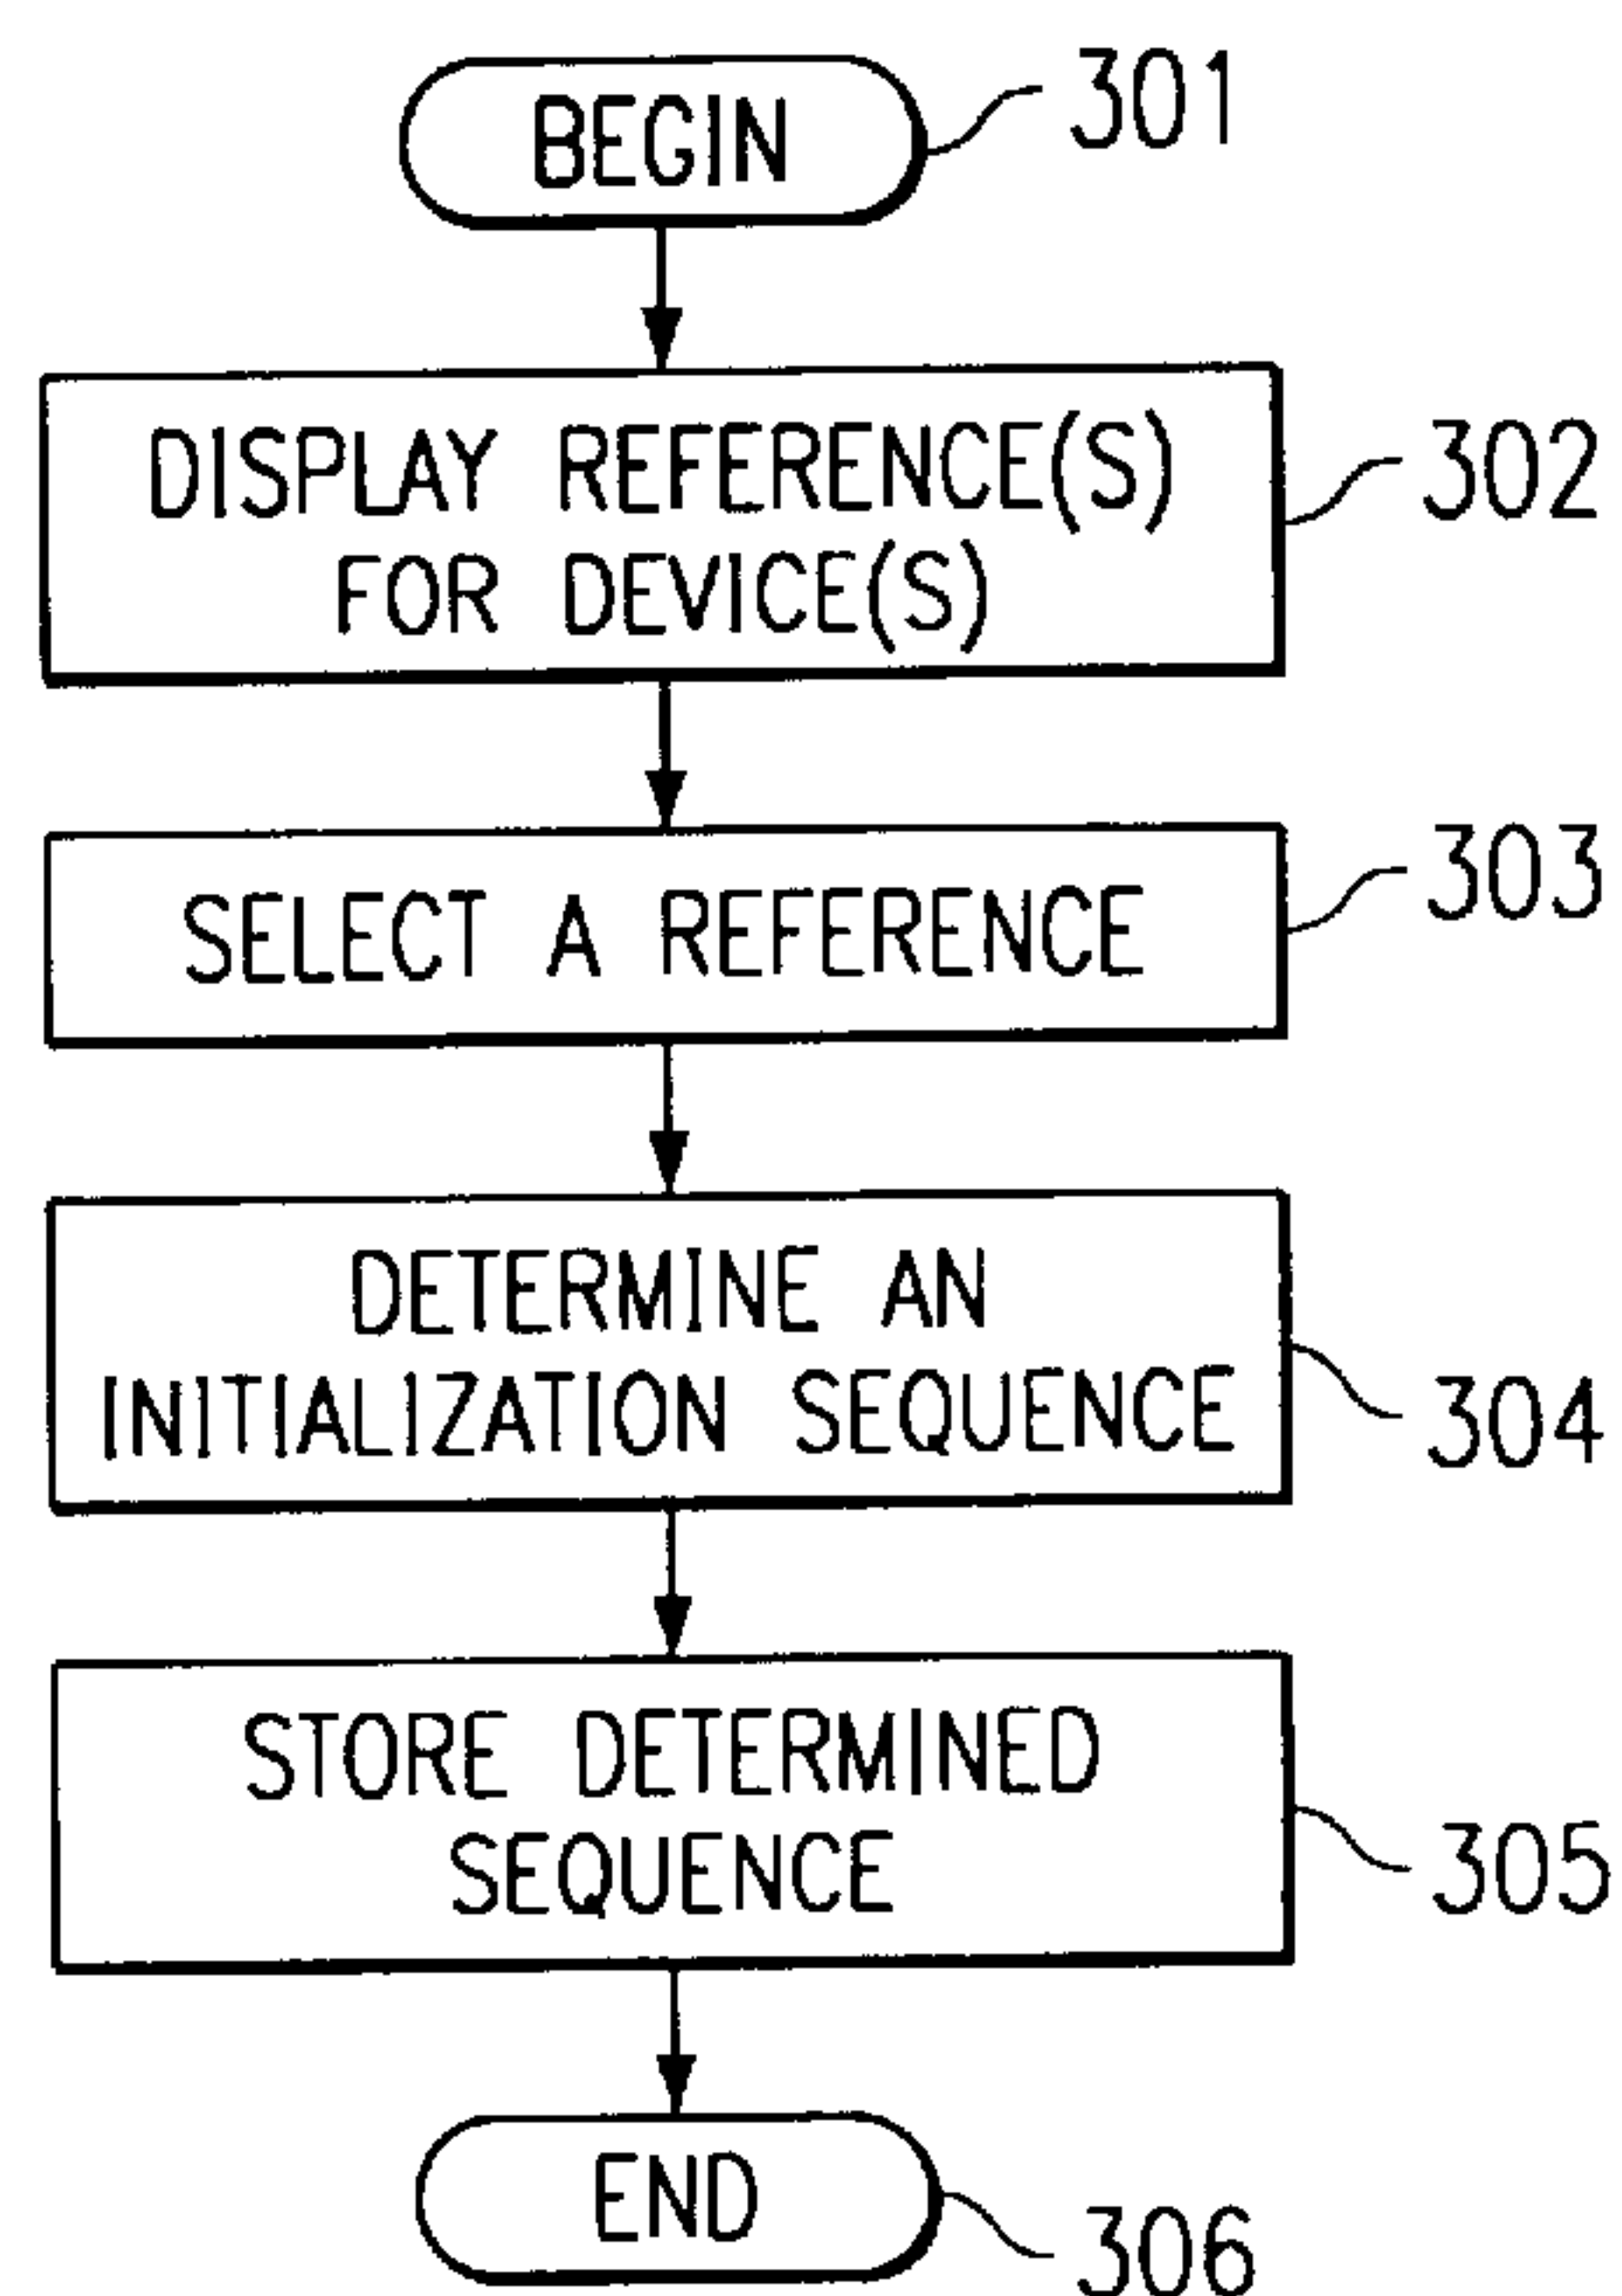 BEGIN
301
DISPLAY REFERENCE(S)
FOR DEVICE(S)
302
SELECT A REFERENCE
303
DETERMINE AN
INITIALIZATION SEQUENCE
304
STORE DETERMINED
SEQUENCE
305
END
306